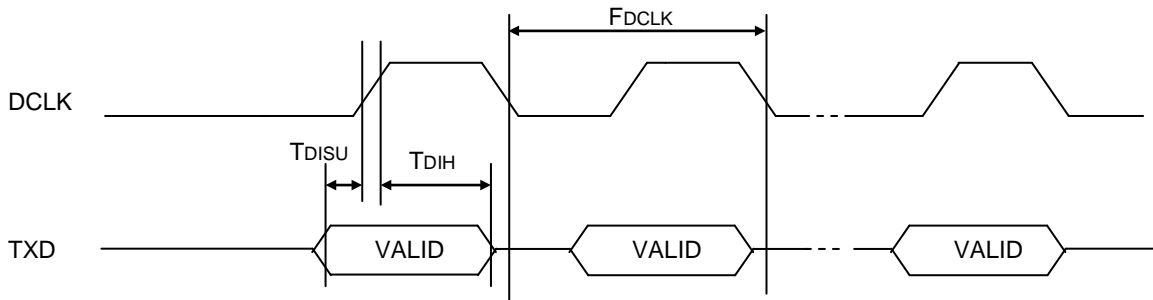 FDCLK
DCLK
TDISU
TDIH
TXD
VALID
VALID
VALID